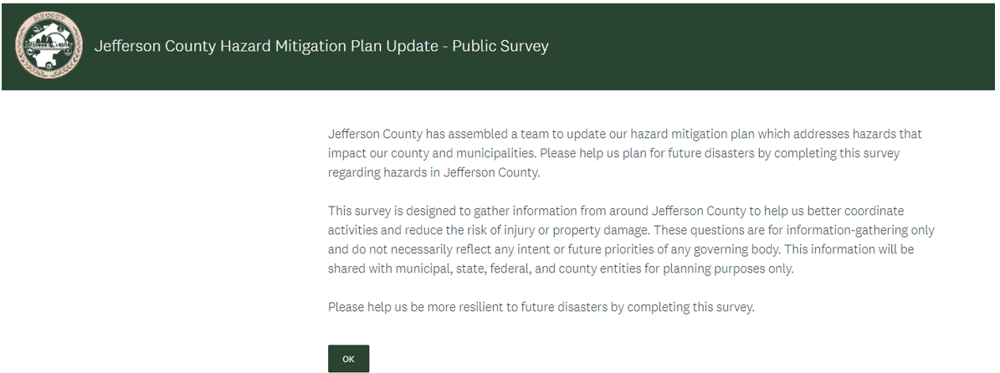 MDCCCV
Jefferson County Hazard Mitigation Plan Update - Public Survey
Jefferson County has assembled a team to update our hazard mitigation plan which addresses hazards that
impact our county and municipalities. Please help us plan for future disasters by completing this survey
regarding hazards in Jefferson County.
This survey is designed to gather information from around Jefferson County to help us better coordinate
activities and reduce the risk of injury or property damage. These questions are for information-gathering only
and do not necessarily reflect any intent or future priorities of any governing body. This information will be
shared with municipal, state, federal, and county entities for planning purposes only.
Please help us be more resilient to future disasters by completing this survey.
OK